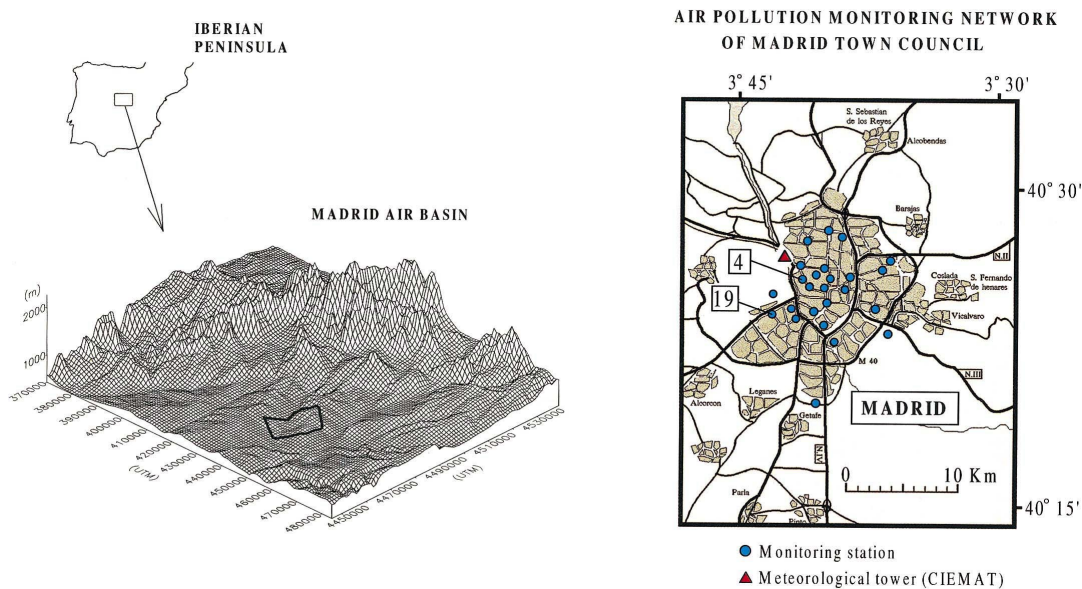 IBERIAN
PENINSULA
MADRID AIR BASIN
(m)
2000
1000
370000
380000
390000
400000
410000
420000
430000
440000
450000
460000
470000
480000
(UTM)
4450000
4470000
4490000
4510000
4530000
(UTM)
AIR POLLUTION MONITORING NETWORK
OF MADRID TOWN COUNCIL
3° 45'
3° 30'
40° 30'
40° 15'
S. Sebastian
de los Reyes
Alcobendas
Barajas
N.II
4
19
Coslada
S. Fernando
de henares
Vicalvaro
M 40
N.III
Alcorcon
Leganes
Getafe
MADRID
N.IV
0
10 Km
Parla
Pinto
Monitoring station
Meteorological tower (CIEMAT)